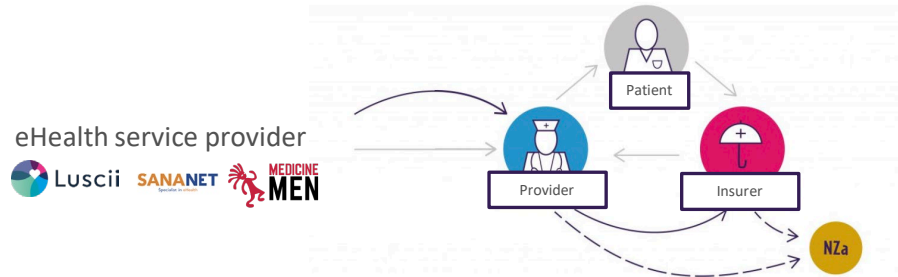 Patient
eHealth service provider
Luscii
SANANET
Specialist in eHealth
MEDICINE
MEN
Provider
Insurer
NZa